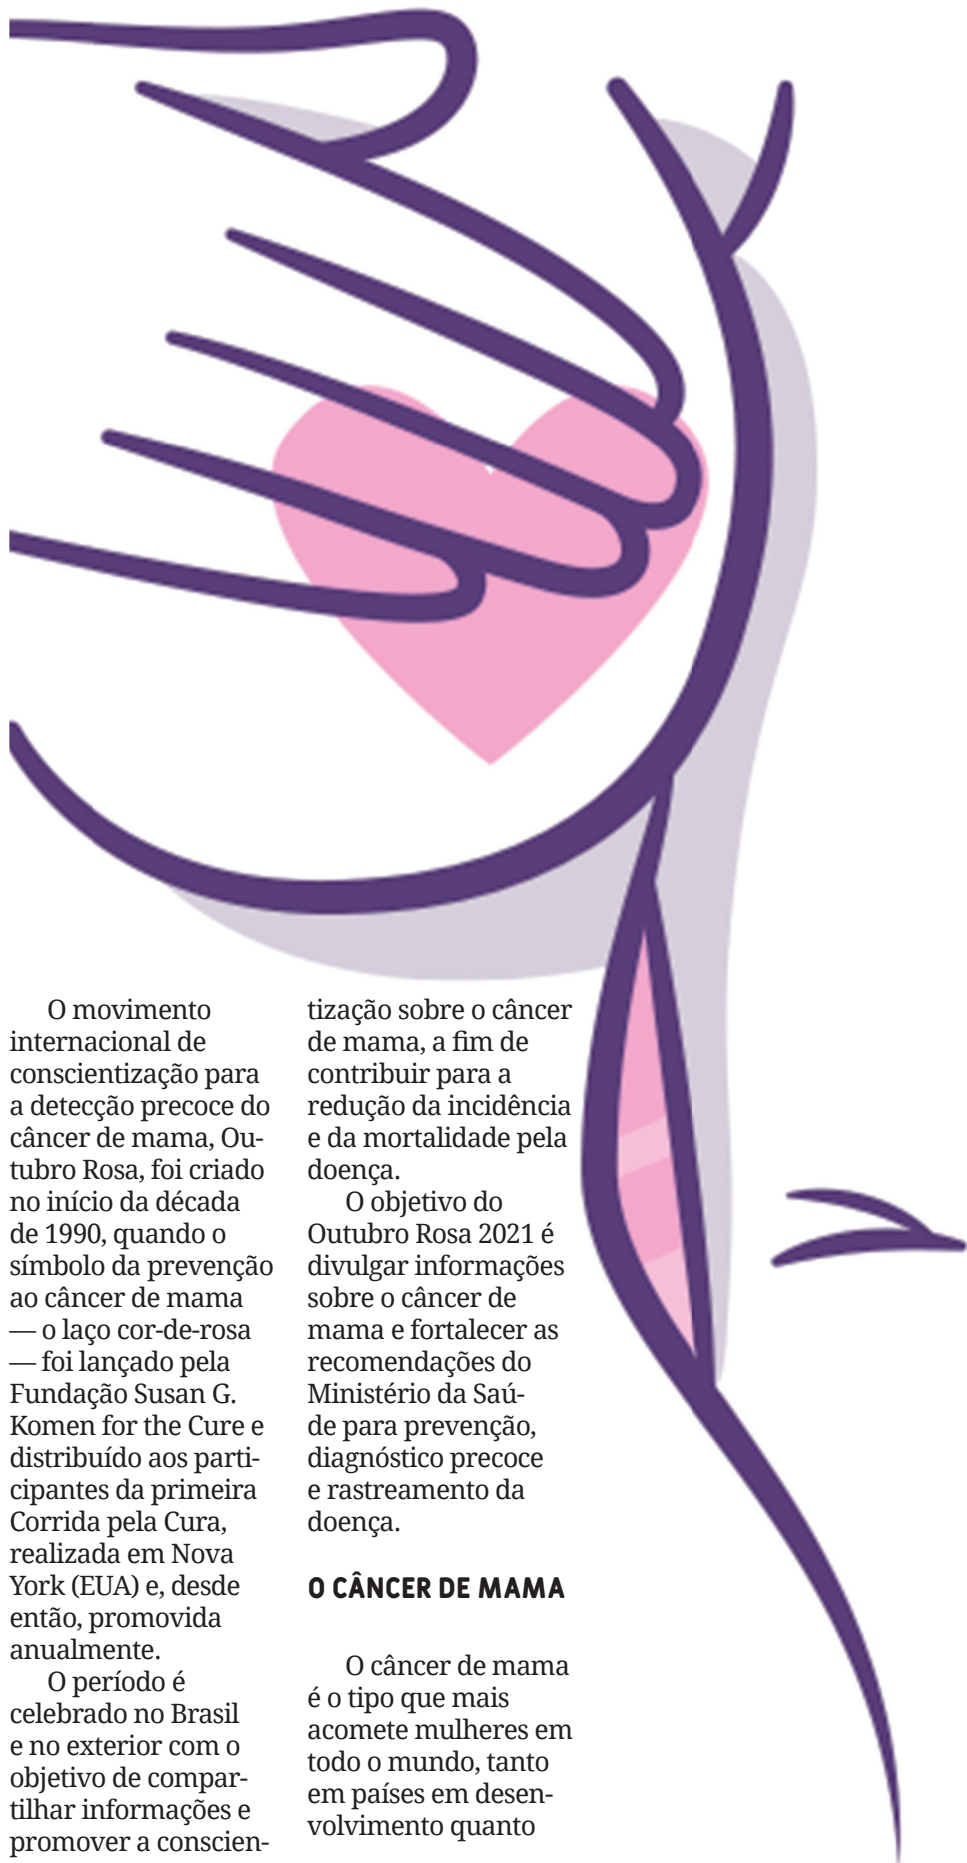 O movimento
internacional de
conscientização para
a detecção precoce do
câncer de mama, Ou-
tubro Rosa, foi criado
no início da década
de 1990, quando o
símbolo da prevenção
ao câncer de mama
— o laço cor-de-rosa
— foi lançado pela
Fundação Susan G.
Komen for the Cure e
distribuído aos parti-
cipantes da primeira
Corrida pela Cura,
realizada em Nova
York (EUA) e, desde
então, promovida
anualmente.
O período é
celebrado no Brasil
e no exterior com o
objetivo de compar-
tilhar informações e
promover a conscien-
tização sobre o câncer
de mama, a fim de
contribuir para a
redução da incidência
e da mortalidade pela
doença.
O objetivo do
Outubro Rosa 2021 é
divulgar informações
sobre o câncer de
mama e fortalecer as
recomendações do
Ministério da Saú-
de para prevenção,
diagnóstico precoce
e rastreamento da
doença.
O CÂNCER DE MAMA
O câncer de mama
é o tipo que mais
acomete mulheres em
todo o mundo, tanto
em países em desen-
volvimento quanto